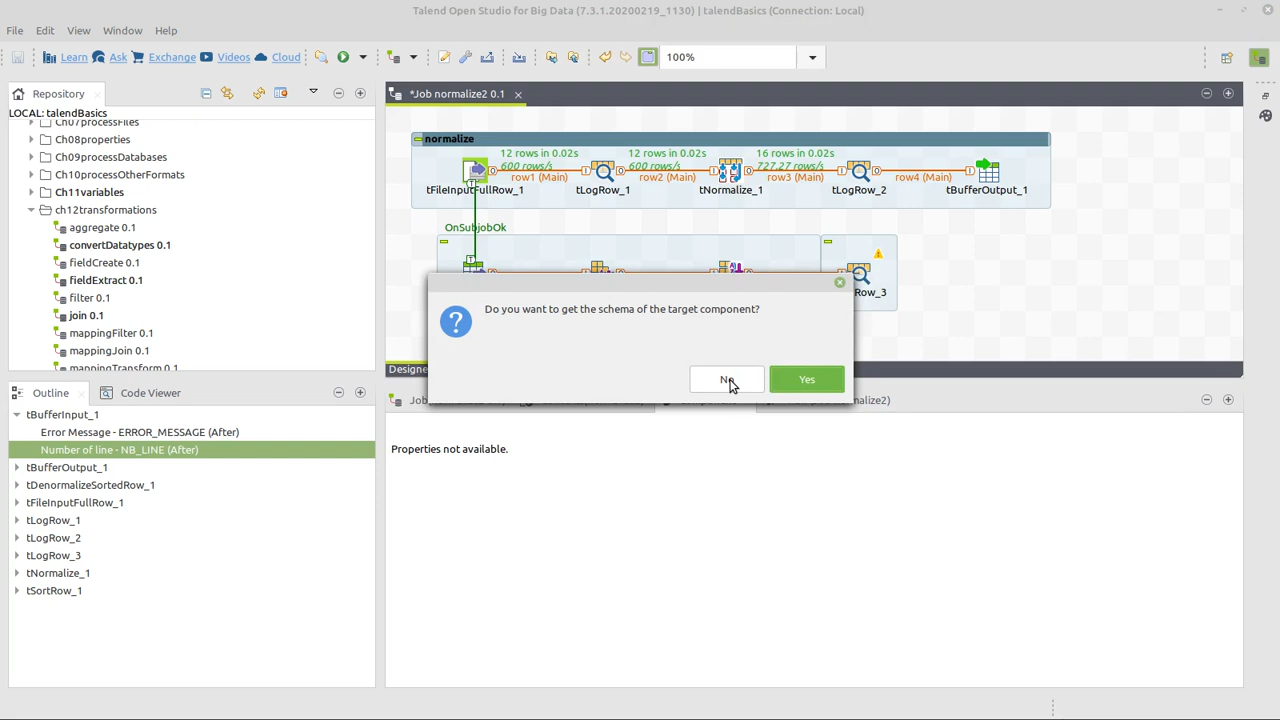 Talend Open Studio for Big Data (7.3.1.20200219_1130) | talendBasics (Connection: Local)
File Edit View Window Help
Learn Ask Exchange Videos Cloud 100%
Repository
LOCAL: talendBasics
Ch07processFiles
Ch08properties
Ch09processDatabases
Ch10processOtherFormats
Ch11variables
ch12transformations
aggregate 0.1
convertDatatypes 0.1
fieldCreate 0.1
fieldExtract 0.1
filter 0.1
join 0.1
mappingFilter 0.1
mappingJoin 0.1
mappingTransform 0.1
*Job normalize2 0.1
normalize
12 rows in 0.02s 12 rows in 0.02s 16 rows in 0.02s
600 rows/s 600 rows/s 727.27 rows/s
row1 (Main) row2 (Main) row3 (Main) row4 (Main)
tFileInputFullRow_1 tLogRow_1 tNormalize_1 tLogRow_2 tBufferOutput_1
OnSubjobOk
Row_3
Do you want to get the schema of the target component?
No Yes
Designe
Outline Code Viewer
tBufferInput_1
Error Message - ERROR_MESSAGE (After)
Number of line - NB_LINE (After)
tBufferOutput_1
tDenormalizeSortedRow_1
tFileInputFullRow_1
tLogRow_1
tLogRow_2
tLogRow_3
tNormalize_1
tSortRow_1
Properties not available.